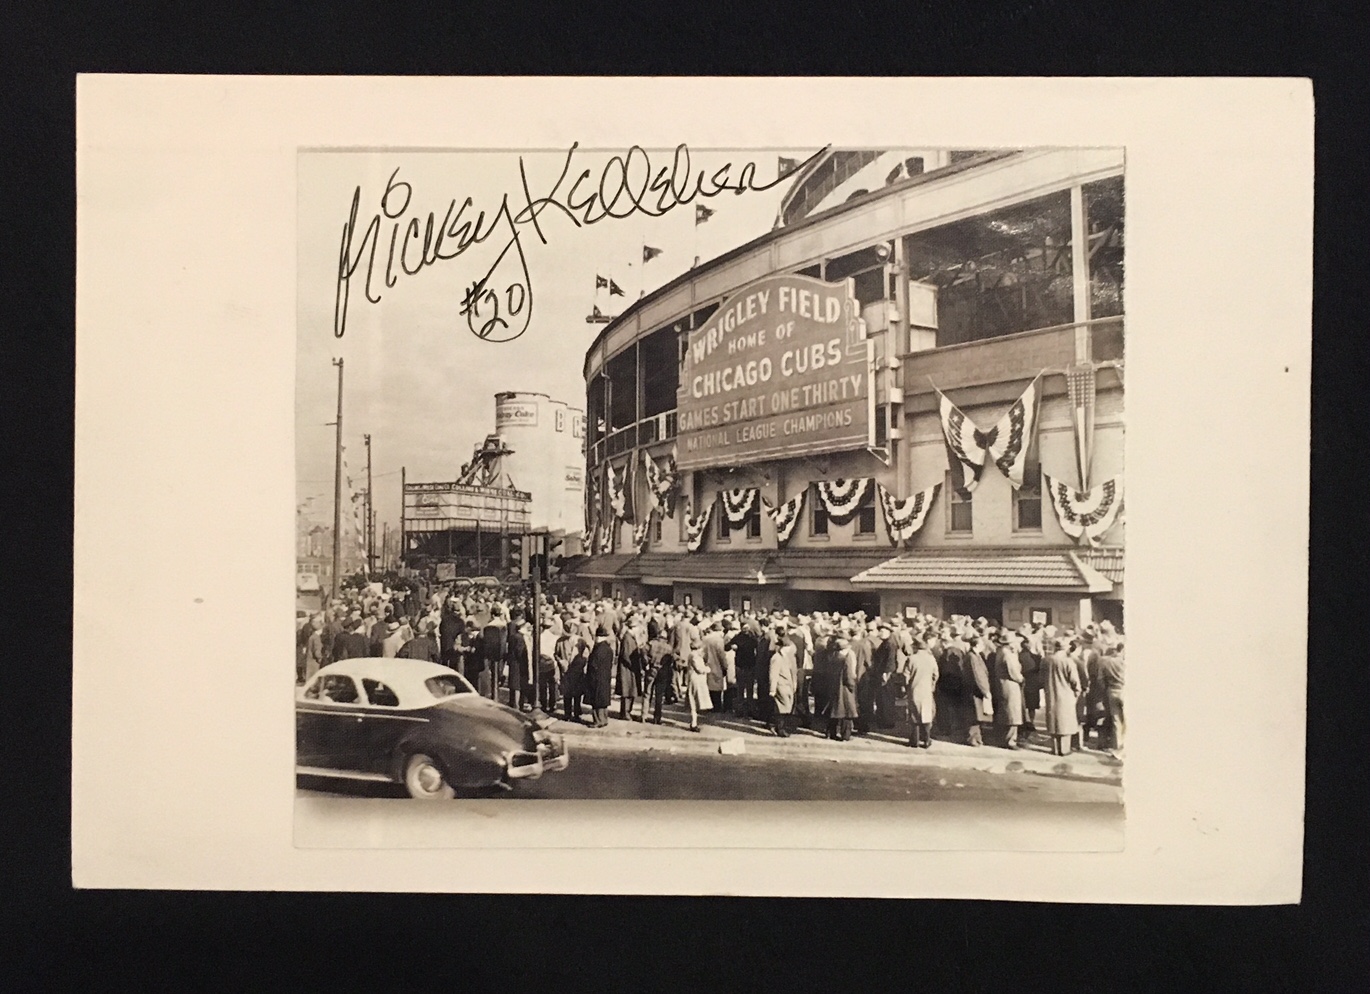 Mickey Kelleher
#20
WRIGLEY FIELD
HOME OF
CHICAGO CUBS
GAMES START ONE THIRTY
NATIONAL LEAGUE CHAMPIONS